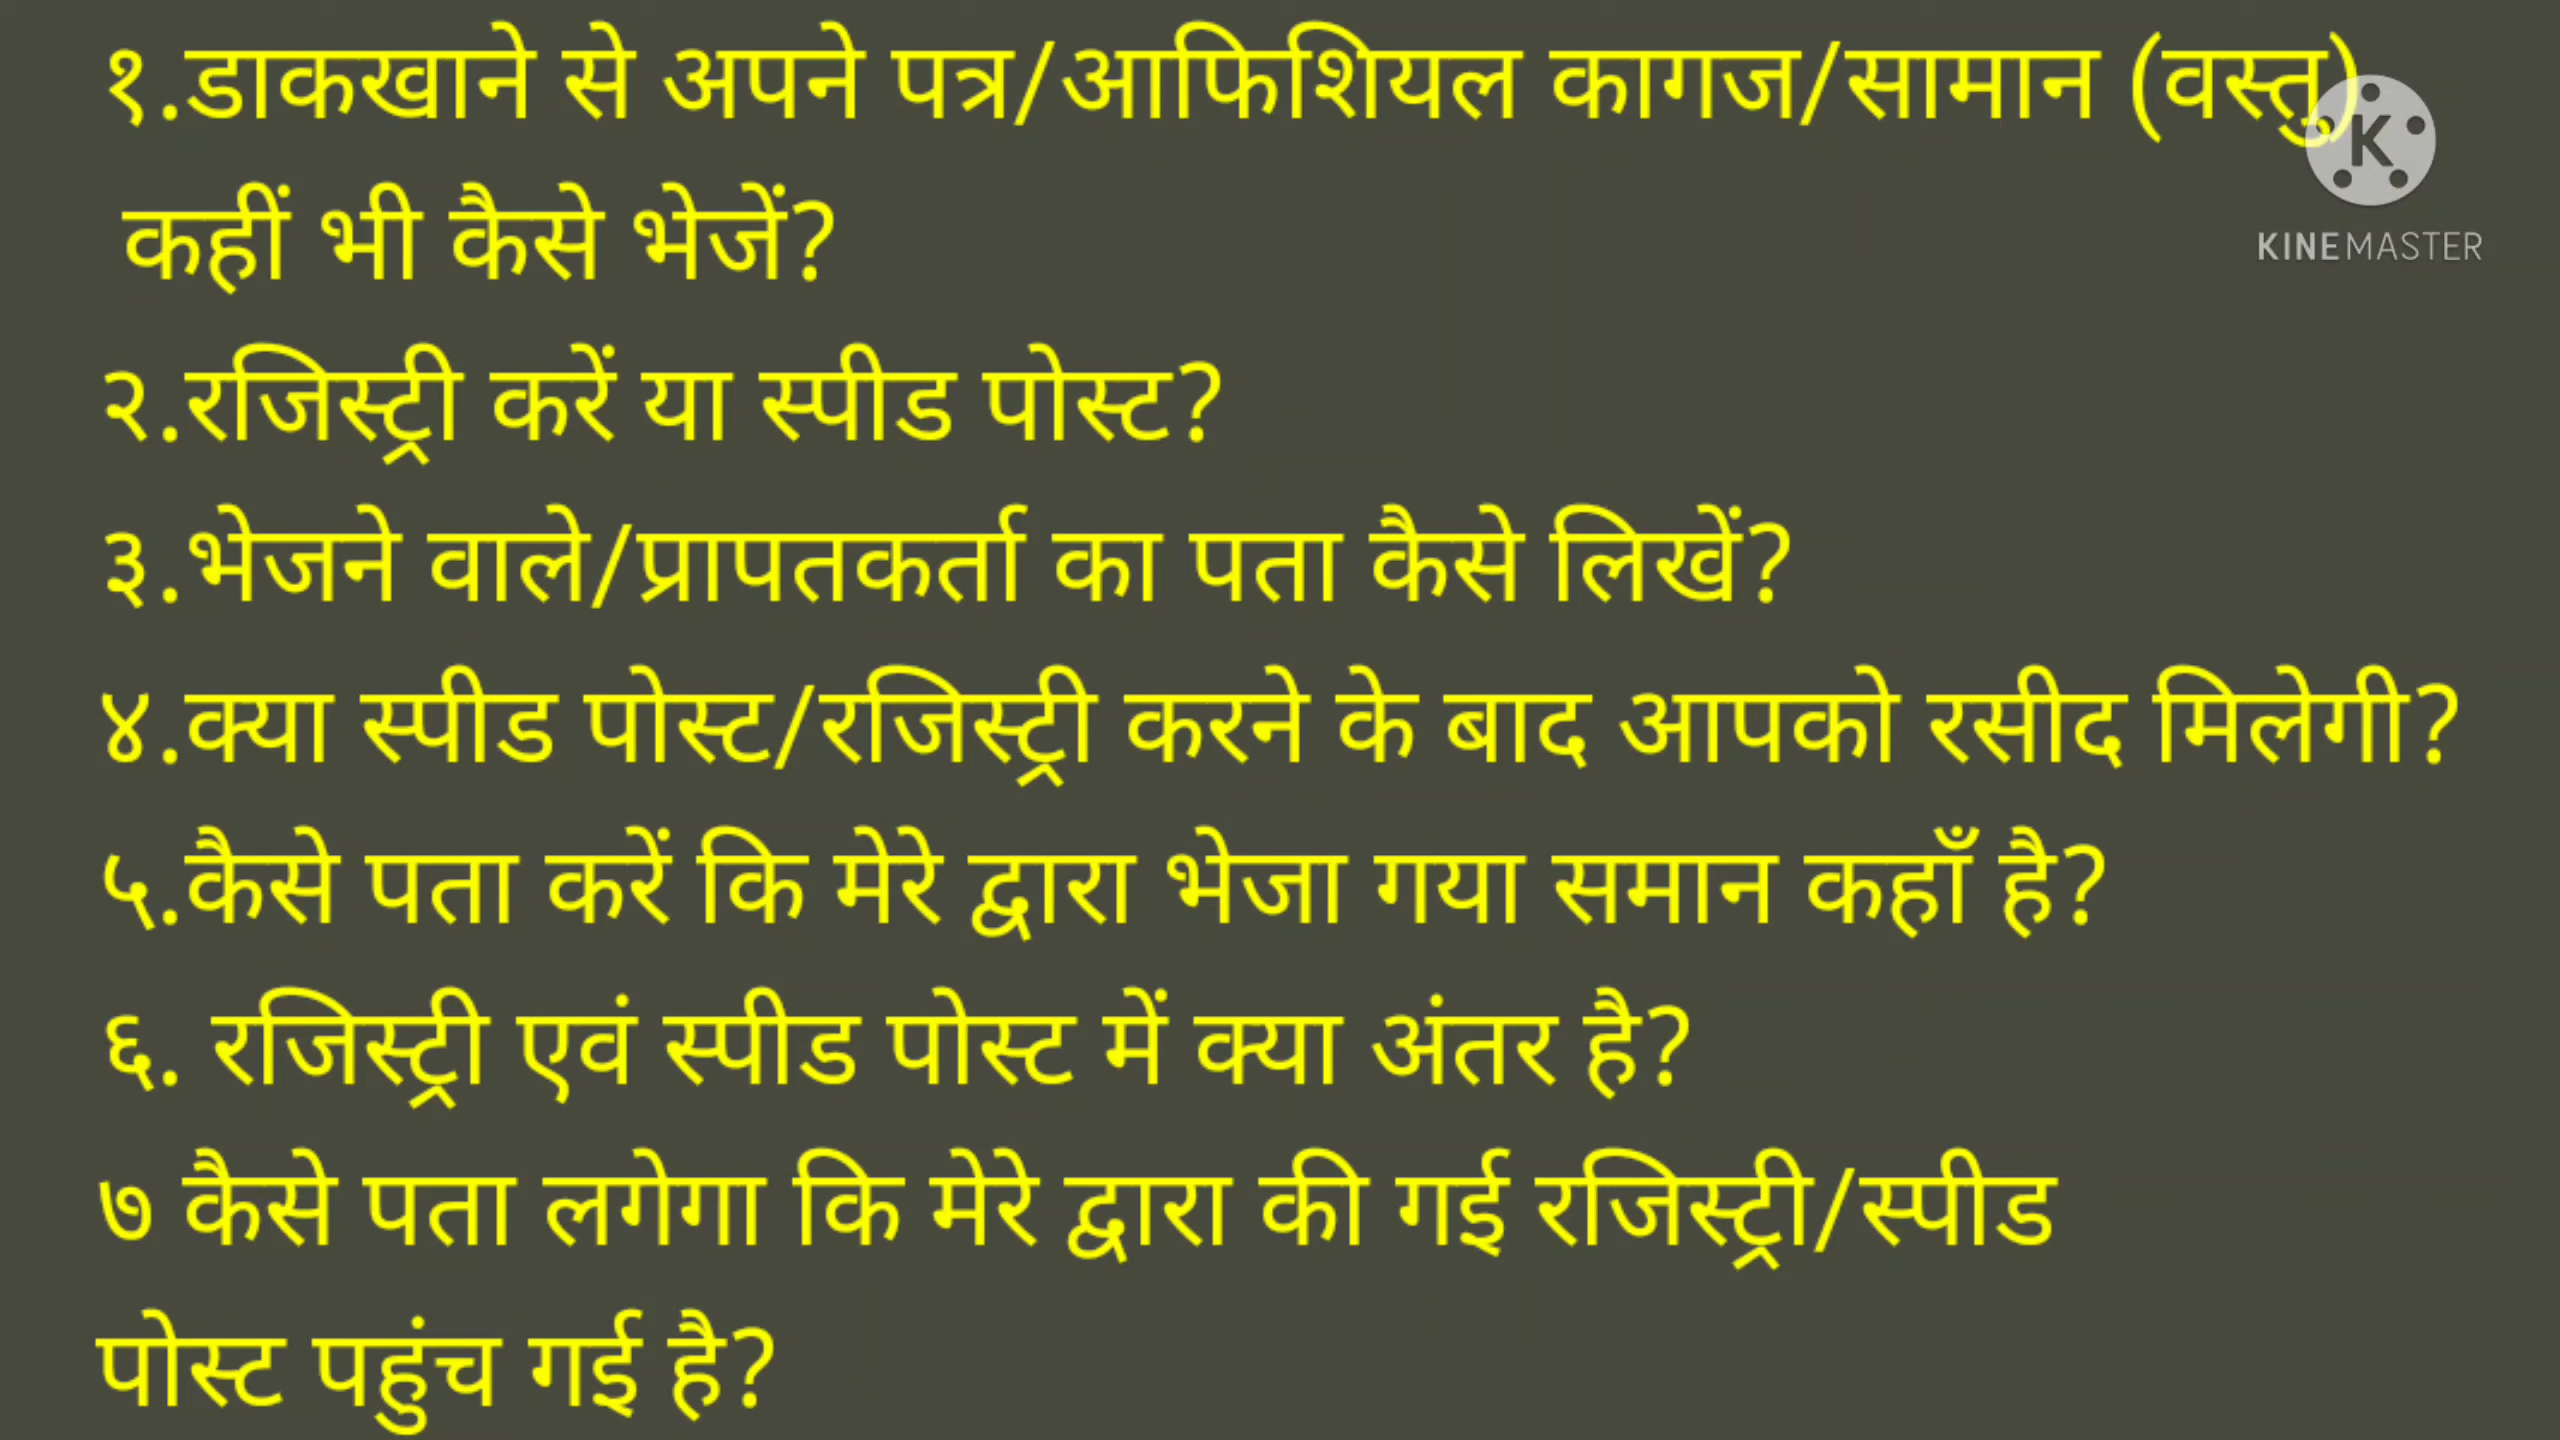 १.डाकखाने से अपने पत्र/आफिशियल कागज/सामान (वस्तु)
कहीं भी कैसे भेजें?
K
KINEMASTER
२.रजिस्ट्री करें या स्पीड पोस्ट?
३.भेजने वाले/प्रापतकर्ता का पता कैसे लिखें?
४.क्या स्पीड पोस्ट/रजिस्ट्री करने के बाद आपको रसीद मिलेगी?
५.कैसे पता करें कि मेरे द्वारा भेजा गया समान कहाँ है?
६. रजिस्ट्री एवं स्पीड पोस्ट में क्या अंतर है?
७ कैसे पता लगेगा कि मेरे द्वारा की गई रजिस्ट्री/स्पीड
पोस्ट पहुंच गई है?